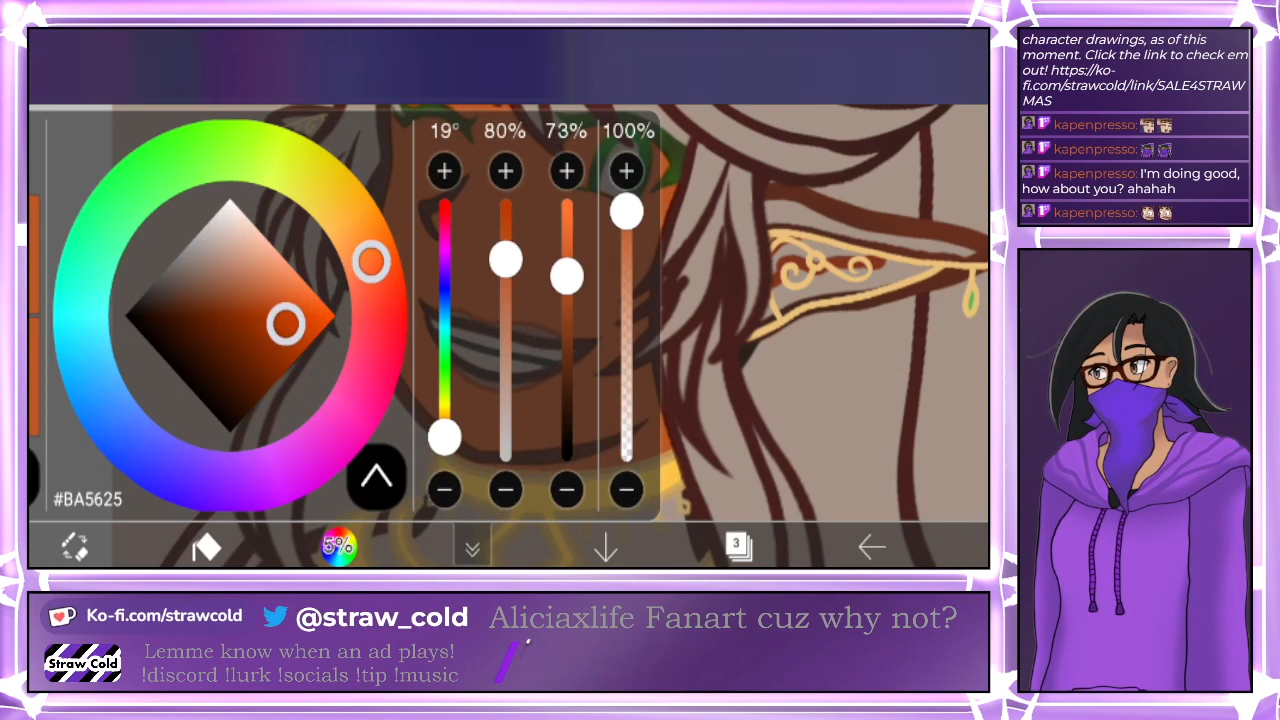 19° 80% 73% 100%
#BA5625
5%
3
character drawings, as of this
moment. Click the link to check em
out! https://ko-
fi.com/strawcold/link/SALE4STRAW
MAS
kapenpresso:
kapenpresso:
kapenpresso: I'm doing good,
how about you? ahahah
kapenpresso:
Ko-fi.com/strawcold @straw_cold Aliciaxlife Fanart cuz why not?
Straw Cold
Lemme know when an ad plays!
!discord !lurk !socials !tip !music